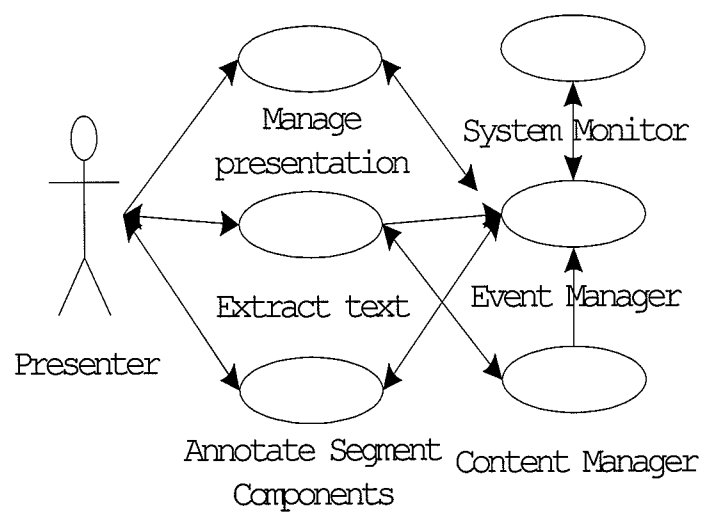 Manage
presentation
System Monitor
Extract text
Event Manager
Presenter
Annotate Segment
Components
Content Manager